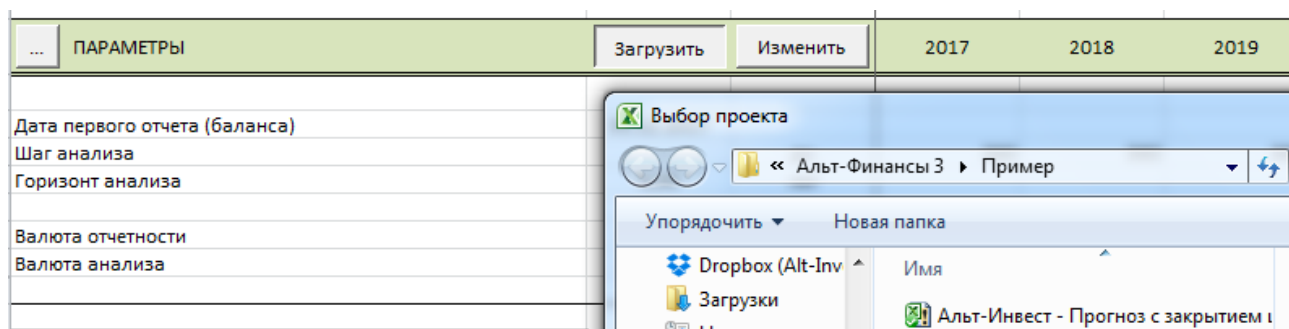 ... ПАРАМЕТРЫ Загрузить Изменить 2017 2018 2019
Выбор проекта
Дата первого отчета (баланса)
Шаг анализа
Горизонт анализа
Валюта отчетности
Валюта анализа
« Альт-Финансы 3 Пример
Упорядочить Новая папка
Dropbox (Alt-Inv
Имя
Загрузки
Альт-Инвест - Прогноз с закрытием